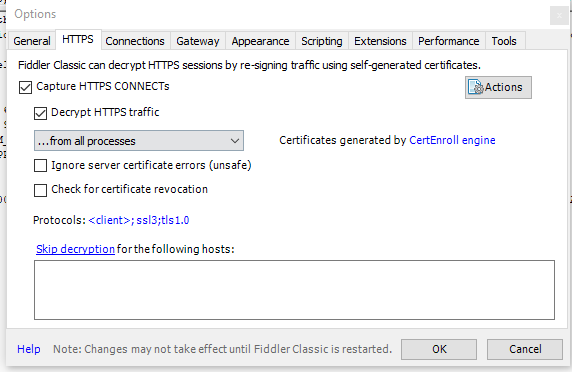 Options
General HTTPS Connections Gateway Appearance Scripting Extensions Performance Tools
Fiddler Classic can decrypt HTTPS sessions by re-signing traffic using self-generated certificates.
Capture HTTPS CONNECTs
Actions
Decrypt HTTPS traffic
...from all processes
Certificates generated by CertEnroll engine
Ignore server certificate errors (unsafe)
Check for certificate revocation
Protocols: <client>;ssl3;tls1.0
Skip decryption for the following hosts:
Help Note: Changes may not take effect until Fiddler Classic is restarted. OK Cancel